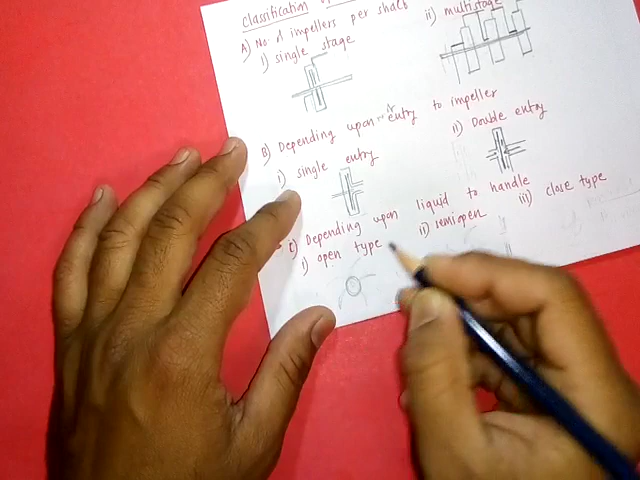 classification
A) No. of impellers per shaft
i) single stage
ii) multistage
B) Depending upon entry to impeller
i) single entry
ii) Double entry
c) Depending upon liquid to handle
i) open type
ii) semiopen
iii) close type